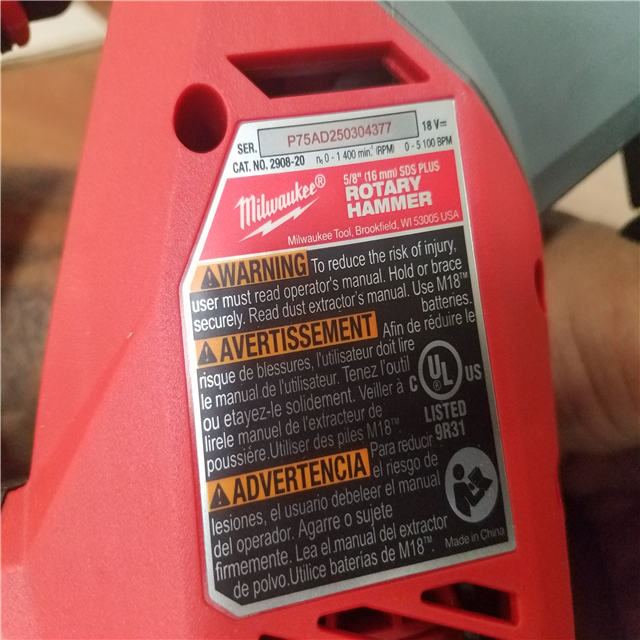 SER. P75AD250304377 18 V⎓
CAT. NO. 2908-20 n₀ 0 - 1 400 min⁻¹ (RPM) 0 - 5 100 BPM
Milwaukee®
5/8" (16 mm) SDS PLUS
ROTARY
HAMMER
Milwaukee Tool, Brookfield, WI 53005 USA
WARNING To reduce the risk of injury,
user must read operator's manual. Hold or brace
securely. Read dust extractor's manual. Use M18™
batteries.
AVERTISSEMENT Afin de réduire le
risque de blessures, l'utilisateur doit lire
le manual de l'utilisateur. Tenez l'outil
ou etayez-le solidement. Veiller à
lirele manuel de l'extracteur de
poussière.Utiliser des piles M18™
C UL US
LISTED
9R31
ADVERTENCIA Para reducir
el riesgo de
lesiones, el usuario debeleer el manual
del operador. Agarre o sujete
firmemente. Lea el.manual del extractor
de polvo.Utilice baterías de M18™.
Made in China